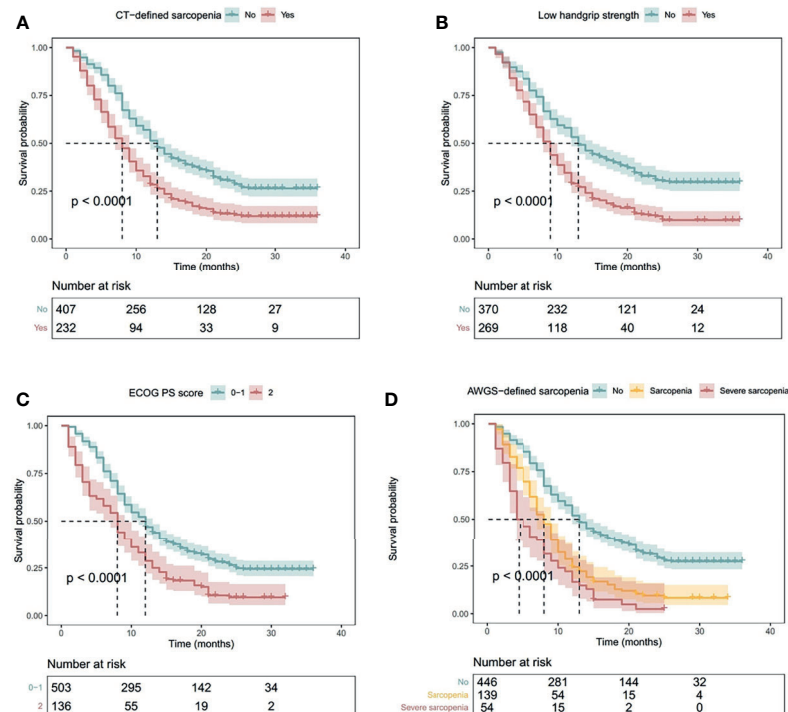 A
CT-defined sarcopenia No Yes
Survival probability
1.00
0.75
0.50
0.25
0.00
p < 0.0001
0 10 20 30 40
Time (months)
Number at risk
No 407 256 128 27
Yes 232 94 33 9
B
Low handgrip strength No Yes
Survival probability
1.00
0.75
0.50
0.25
0.00
p < 0.0001
0 10 20 30 40
Time (months)
Number at risk
No 370 232 121 24
Yes 269 118 40 12
C
ECOG PS score 0-1 2
Survival probability
1.00
0.75
0.50
0.25
0.00
p < 0.0001
0 10 20 30 40
Time (months)
Number at risk
0-1 503 295 142 34
2 136 55 19 2
D
AWGS-defined sarcopenia No Sarcopenia Severe sarcopenia
Survival probability
1.00
0.75
0.50
0.25
0.00
p < 0.0001
0 10 20 30 40
Time (months)
Number at risk
No 446 281 144 32
Sarcopenia 139 54 15 4
Severe sarcopenia 54 15 2 0